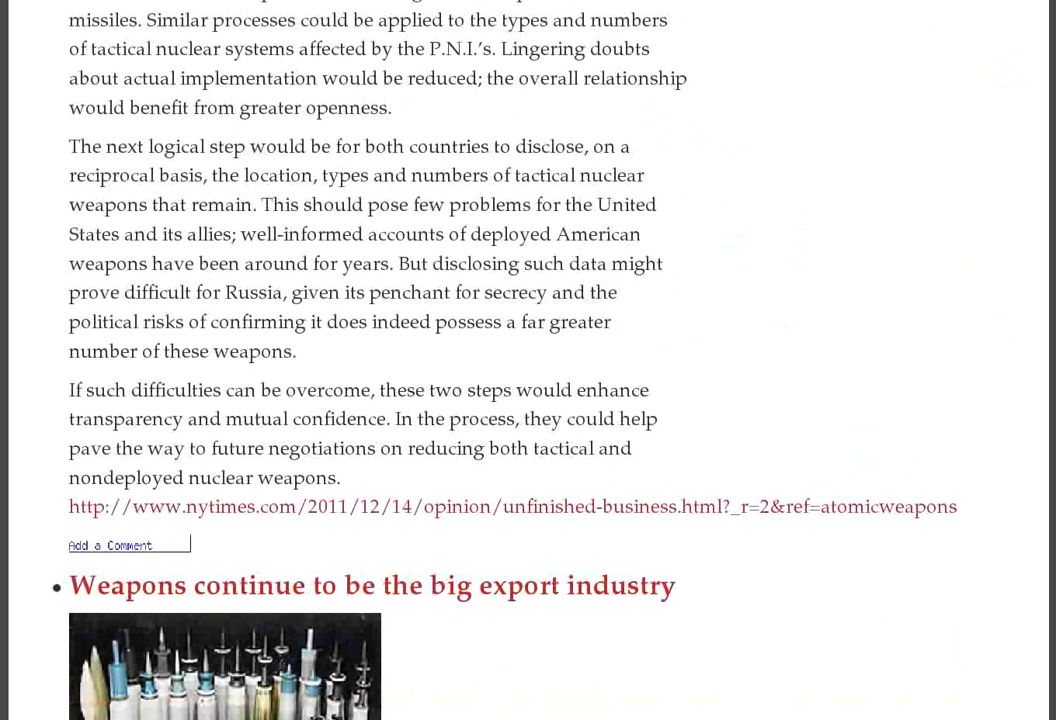 missiles. Similar processes could be applied to the types and numbers
of tactical nuclear systems affected by the P.N.I.'s. Lingering doubts
about actual implementation would be reduced; the overall relationship
would benefit from greater openness.
The next logical step would be for both countries to disclose, on a
reciprocal basis, the location, types and numbers of tactical nuclear
weapons that remain. This should pose few problems for the United
States and its allies; well-informed accounts of deployed American
weapons have been around for years. But disclosing such data might
prove difficult for Russia, given its penchant for secrecy and the
political risks of confirming it does indeed possess a far greater
number of these weapons.
If such difficulties can be overcome, these two steps would enhance
transparency and mutual confidence. In the process, they could help
pave the way to future negotiations on reducing both tactical and
nondeployed nuclear weapons.
http://www.nytimes.com/2011/12/14/opinion/unfinished-business.html?_r=2&ref=atomicweapons
Add a Comment
• Weapons continue to be the big export industry